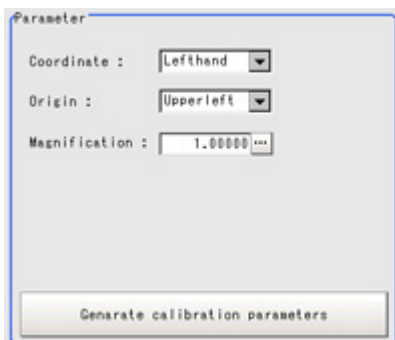 Parameter
Coordinate : Lefthand
Origin : Upperleft
Magnification : 1.00000 ...
Genarate calibration parameters